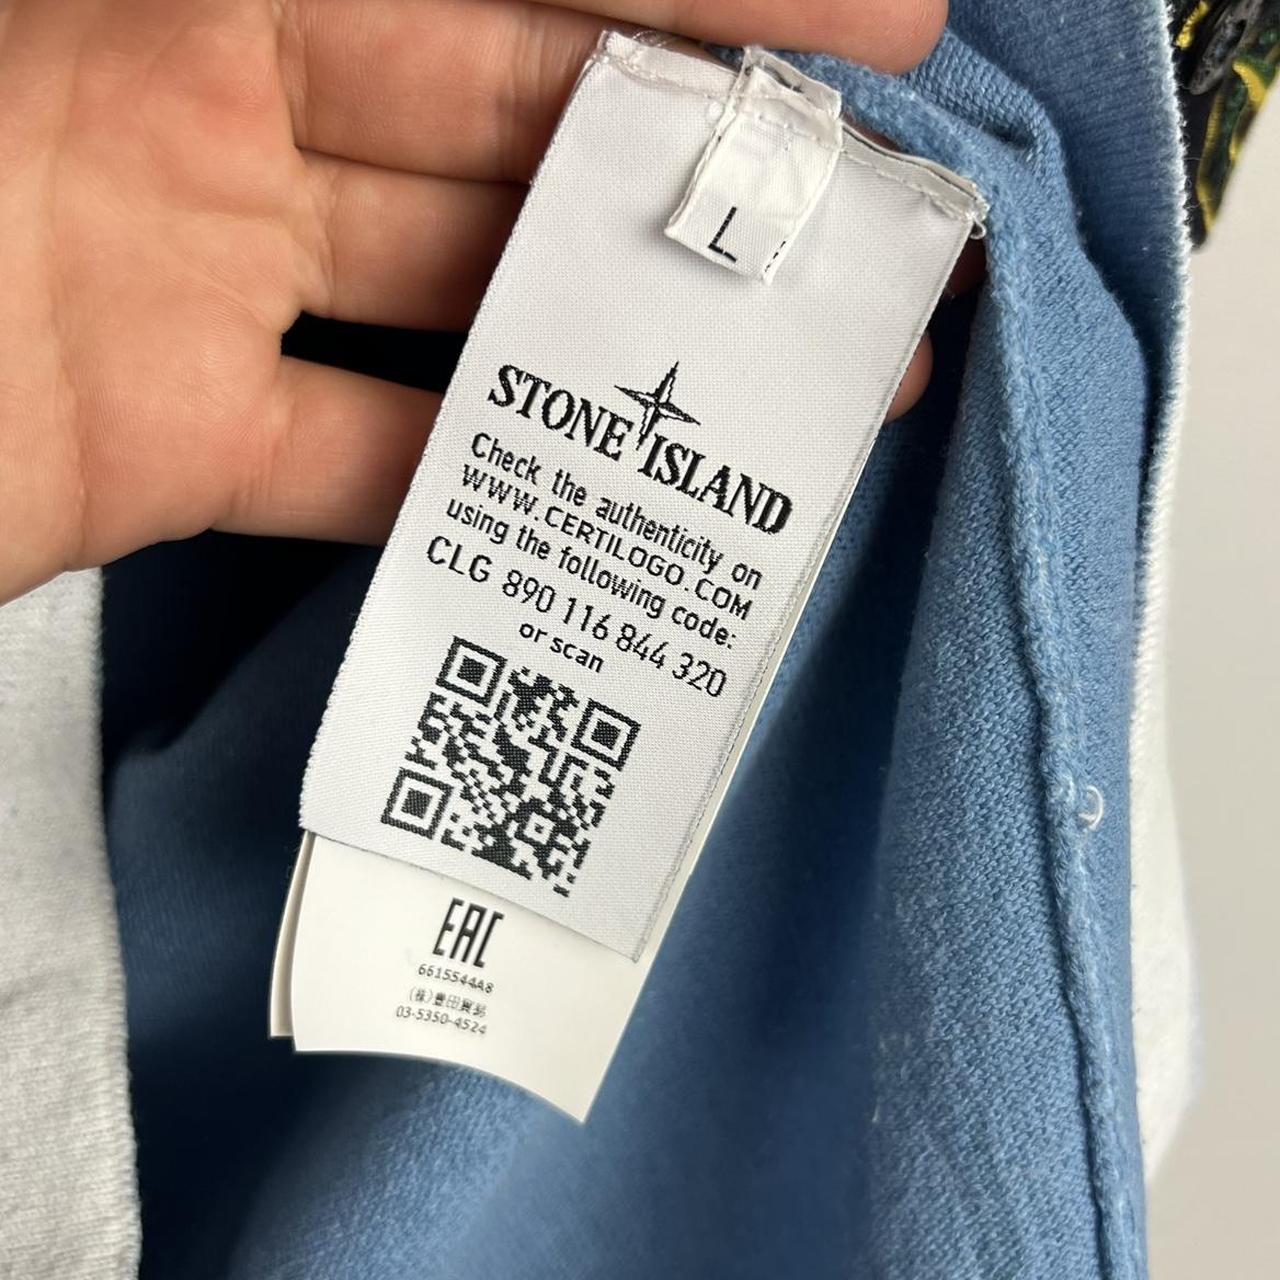 L
STONE ISLAND
Check the authenticity on
WWW.CERTILOGO.COM
using the following code:
CLG 890 116 844 320
or scan
EAC
6615544A8
(株)豊田貿易
03-5350-4524